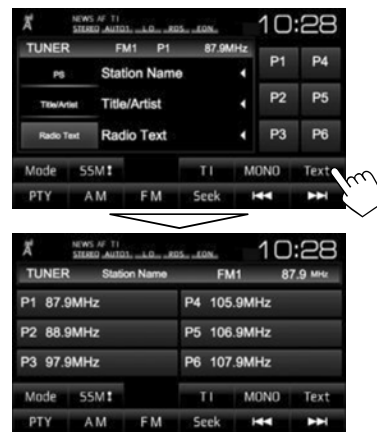 NEWS AF TI
STEREO AUTO1 LO RDS EON
10:28
TUNER FM1 P1 87.9MHz
P1 P4
PS Station Name
Title/Artist Title/Artist
P2 P5
Radio Text Radio Text
P3 P6
Mode SSM TI MONO Text
PTY AM FM Seek
NEWS AF TI
STEREO AUTO1 LO RDS EON
10:28
TUNER Station Name FM1 87.9 MHz
P1 87.9MHz P4 105.9MHz
P2 88.9MHz P5 106.9MHz
P3 97.9MHz P6 107.9MHz
Mode SSM TI MONO Text
PTY AM FM Seek